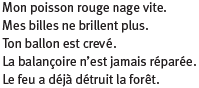 Mon poisson rouge nage vite.
Mes billes ne brillent plus.
Ton ballon est crevé.
La balançoire n'est jamais réparée.
Le feu a déjà détruit la forêt.